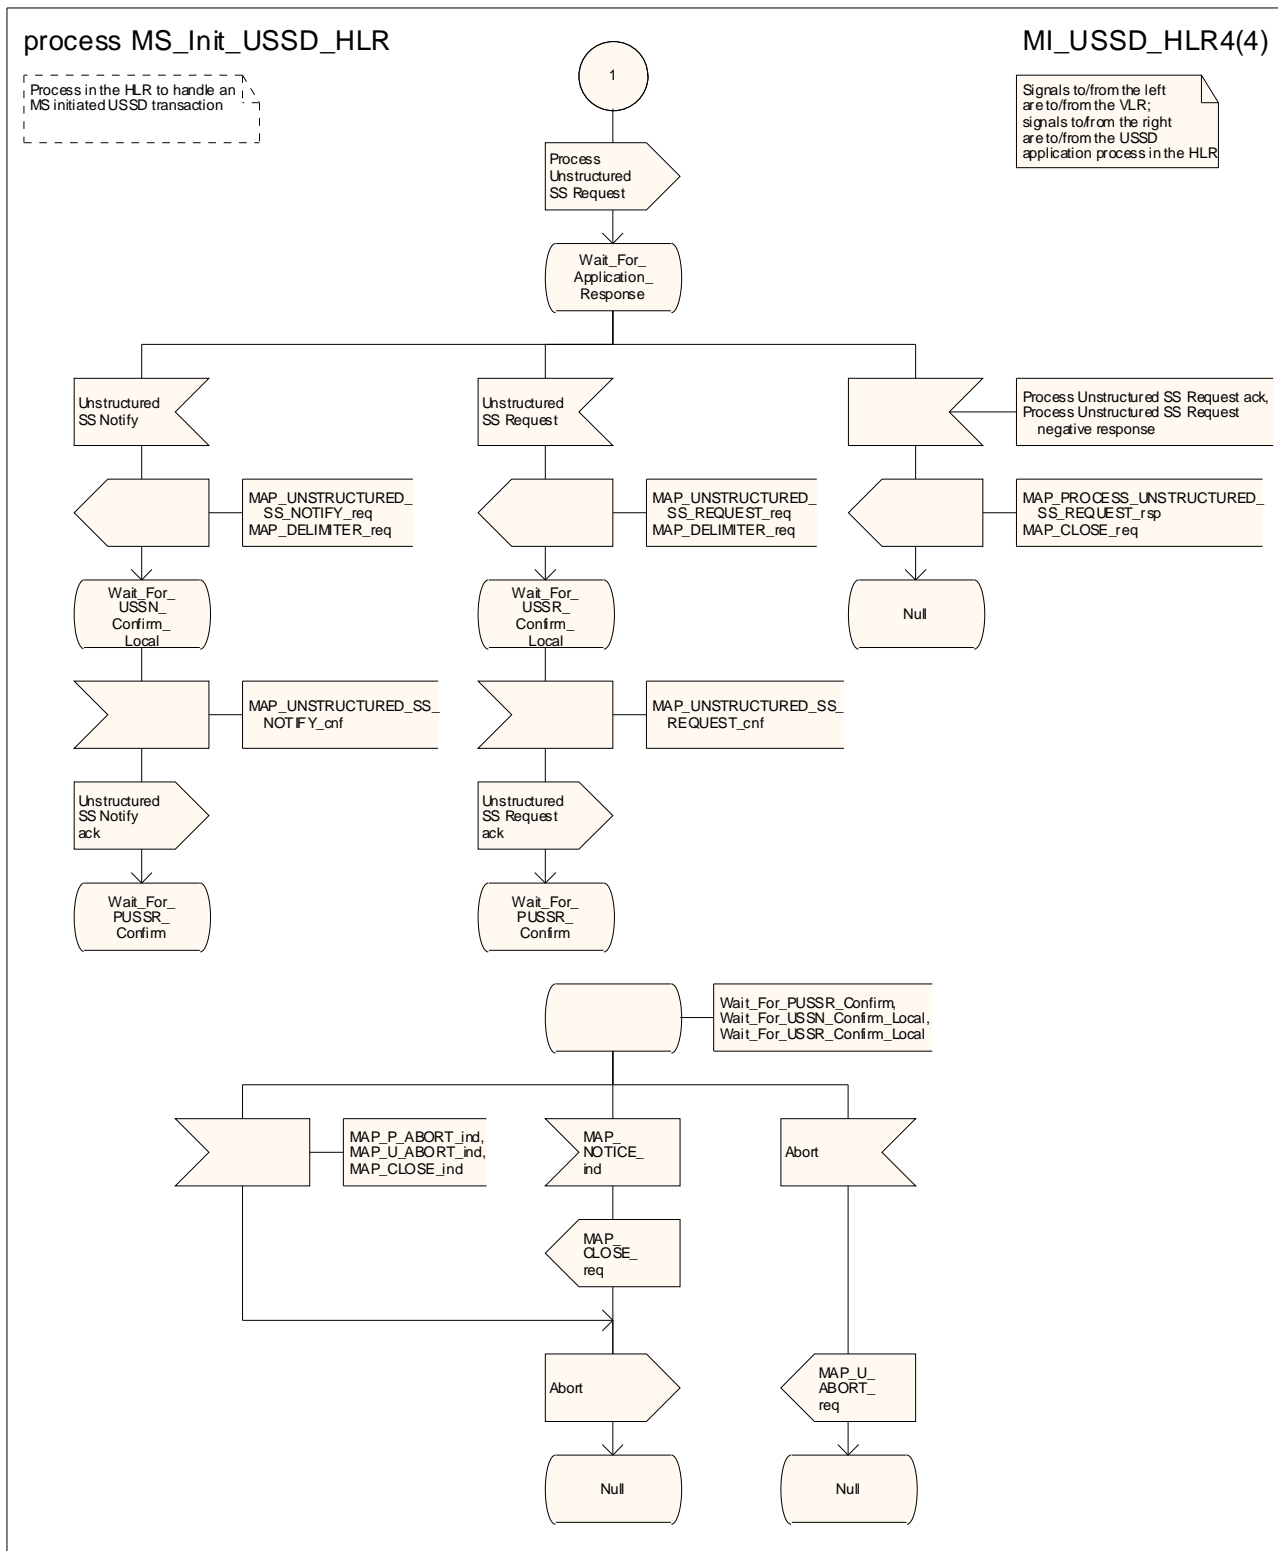 process MS_Init_USSD_HLR
MI_USSD_HLR4(4)
Process in the HLR to handle an
MS initiated USSD transaction
1
Signals to/from the left
are to/from the VLR;
signals to/from the right
are to/from the USSD
application process in the HLR
Process
Unstructured
SS Request
Wait_For_
Application_
Response
Unstructured
SS Notify
Unstructured
SS Request
Process Unstructured SS Request ack,
Process Unstructured SS Request
negative response
MAP_UNSTRUCTURED_
SS_NOTIFY_req
MAP_DELIMITER_req
MAP_UNSTRUCTURED_
SS_REQUEST_req
MAP_DELIMITER_req
MAP_PROCESS_UNSTRUCTURED_
SS_REQUEST_rsp
MAP_CLOSE_req
Wait_For_
USSN_
Confirm_
Local
Wait_For_
USSR_
Confirm_
Local
Null
MAP_UNSTRUCTURED_SS_
NOTIFY_cnf
MAP_UNSTRUCTURED_SS_
REQUEST_cnf
Unstructured
SS Notify
ack
Unstructured
SS Request
ack
Wait_For_
PUSSR_
Confirm
Wait_For_
PUSSR_
Confirm
Wait_For_PUSSR_Confirm,
Wait_For_USSN_Confirm_Local,
Wait_For_USSR_Confirm_Local
MAP_P_ABORT_ind,
MAP_U_ABORT_ind,
MAP_CLOSE_ind
MAP_
NOTICE_
ind
Abort
MAP_
CLOSE_
req
Abort
MAP_U_
ABORT_
req
Null
Null